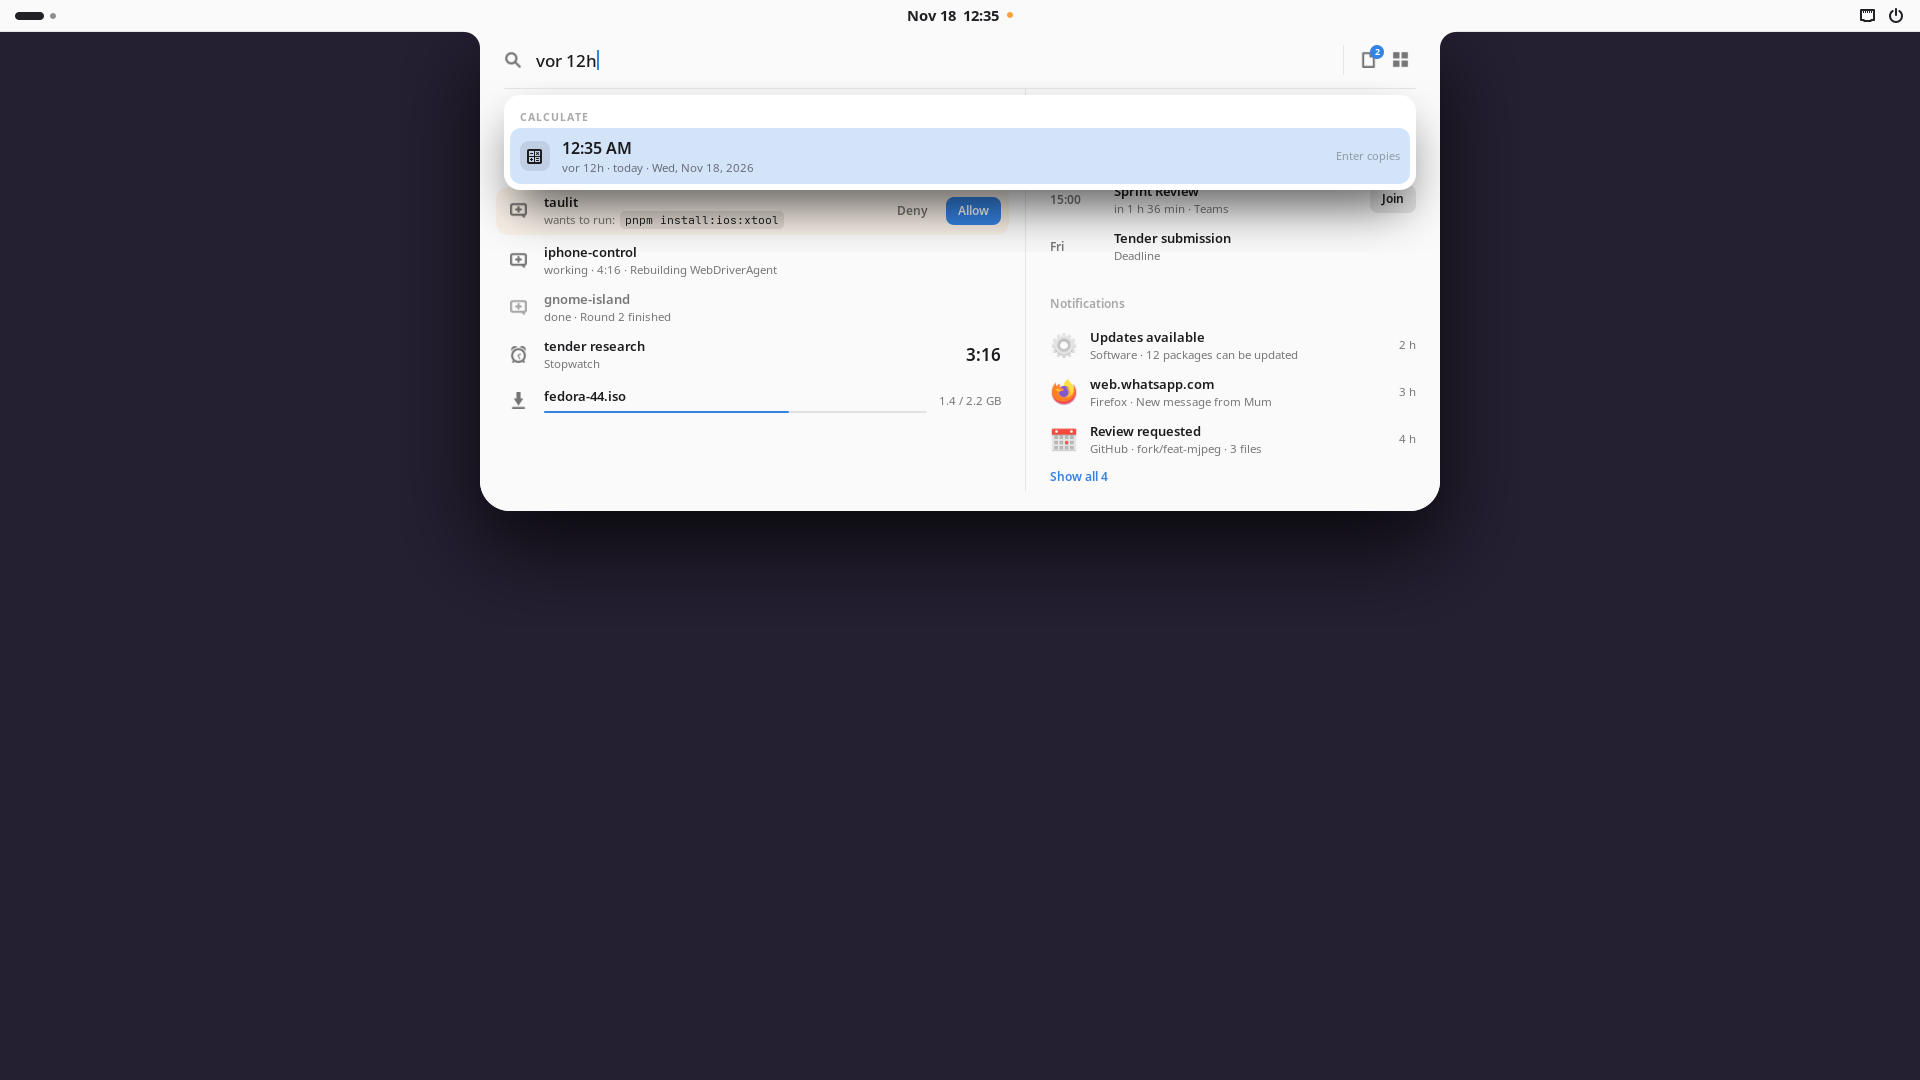 Nov 18 12:35
vor 12h
2
CALCULATE
12:35 AM
vor 12h · today · Wed, Nov 18, 2026
Enter copies
taulit
wants to run: pnpm install:ios:xtool
Deny
Allow
iphone-control
working · 4:16 · Rebuilding WebDriverAgent
gnome-island
done · Round 2 finished
tender research
Stopwatch
3:16
fedora-44.iso
1.4 / 2.2 GB
15:00
Sprint Review
in 1 h 36 min · Teams
Join
Fri
Tender submission
Deadline
Notifications
Updates available
Software · 12 packages can be updated
2 h
web.whatsapp.com
Firefox · New message from Mum
3 h
Review requested
GitHub · fork/feat-mjpeg · 3 files
4 h
Show all 4